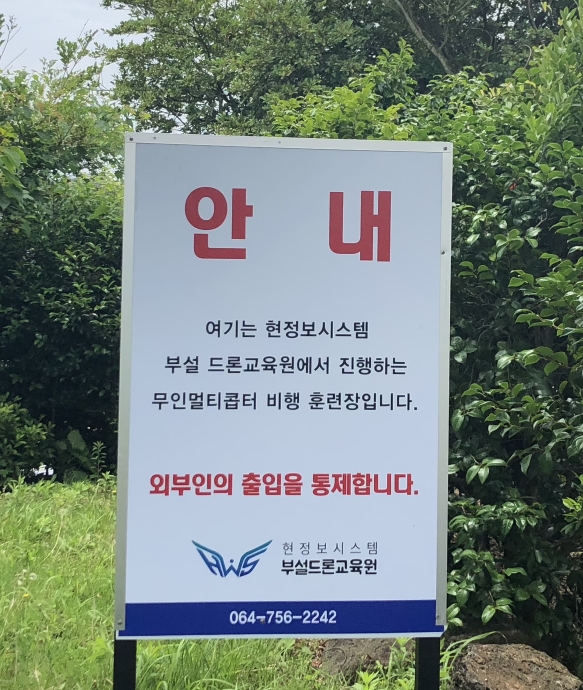 안 내
여기는 현정보시스템
부설 드론교육원에서 진행하는
무인멀티콥터 비행 훈련장입니다.
외부인의 출입을 통제합니다.
HWS
현정보시스템
부설드론교육원
064-756-2242